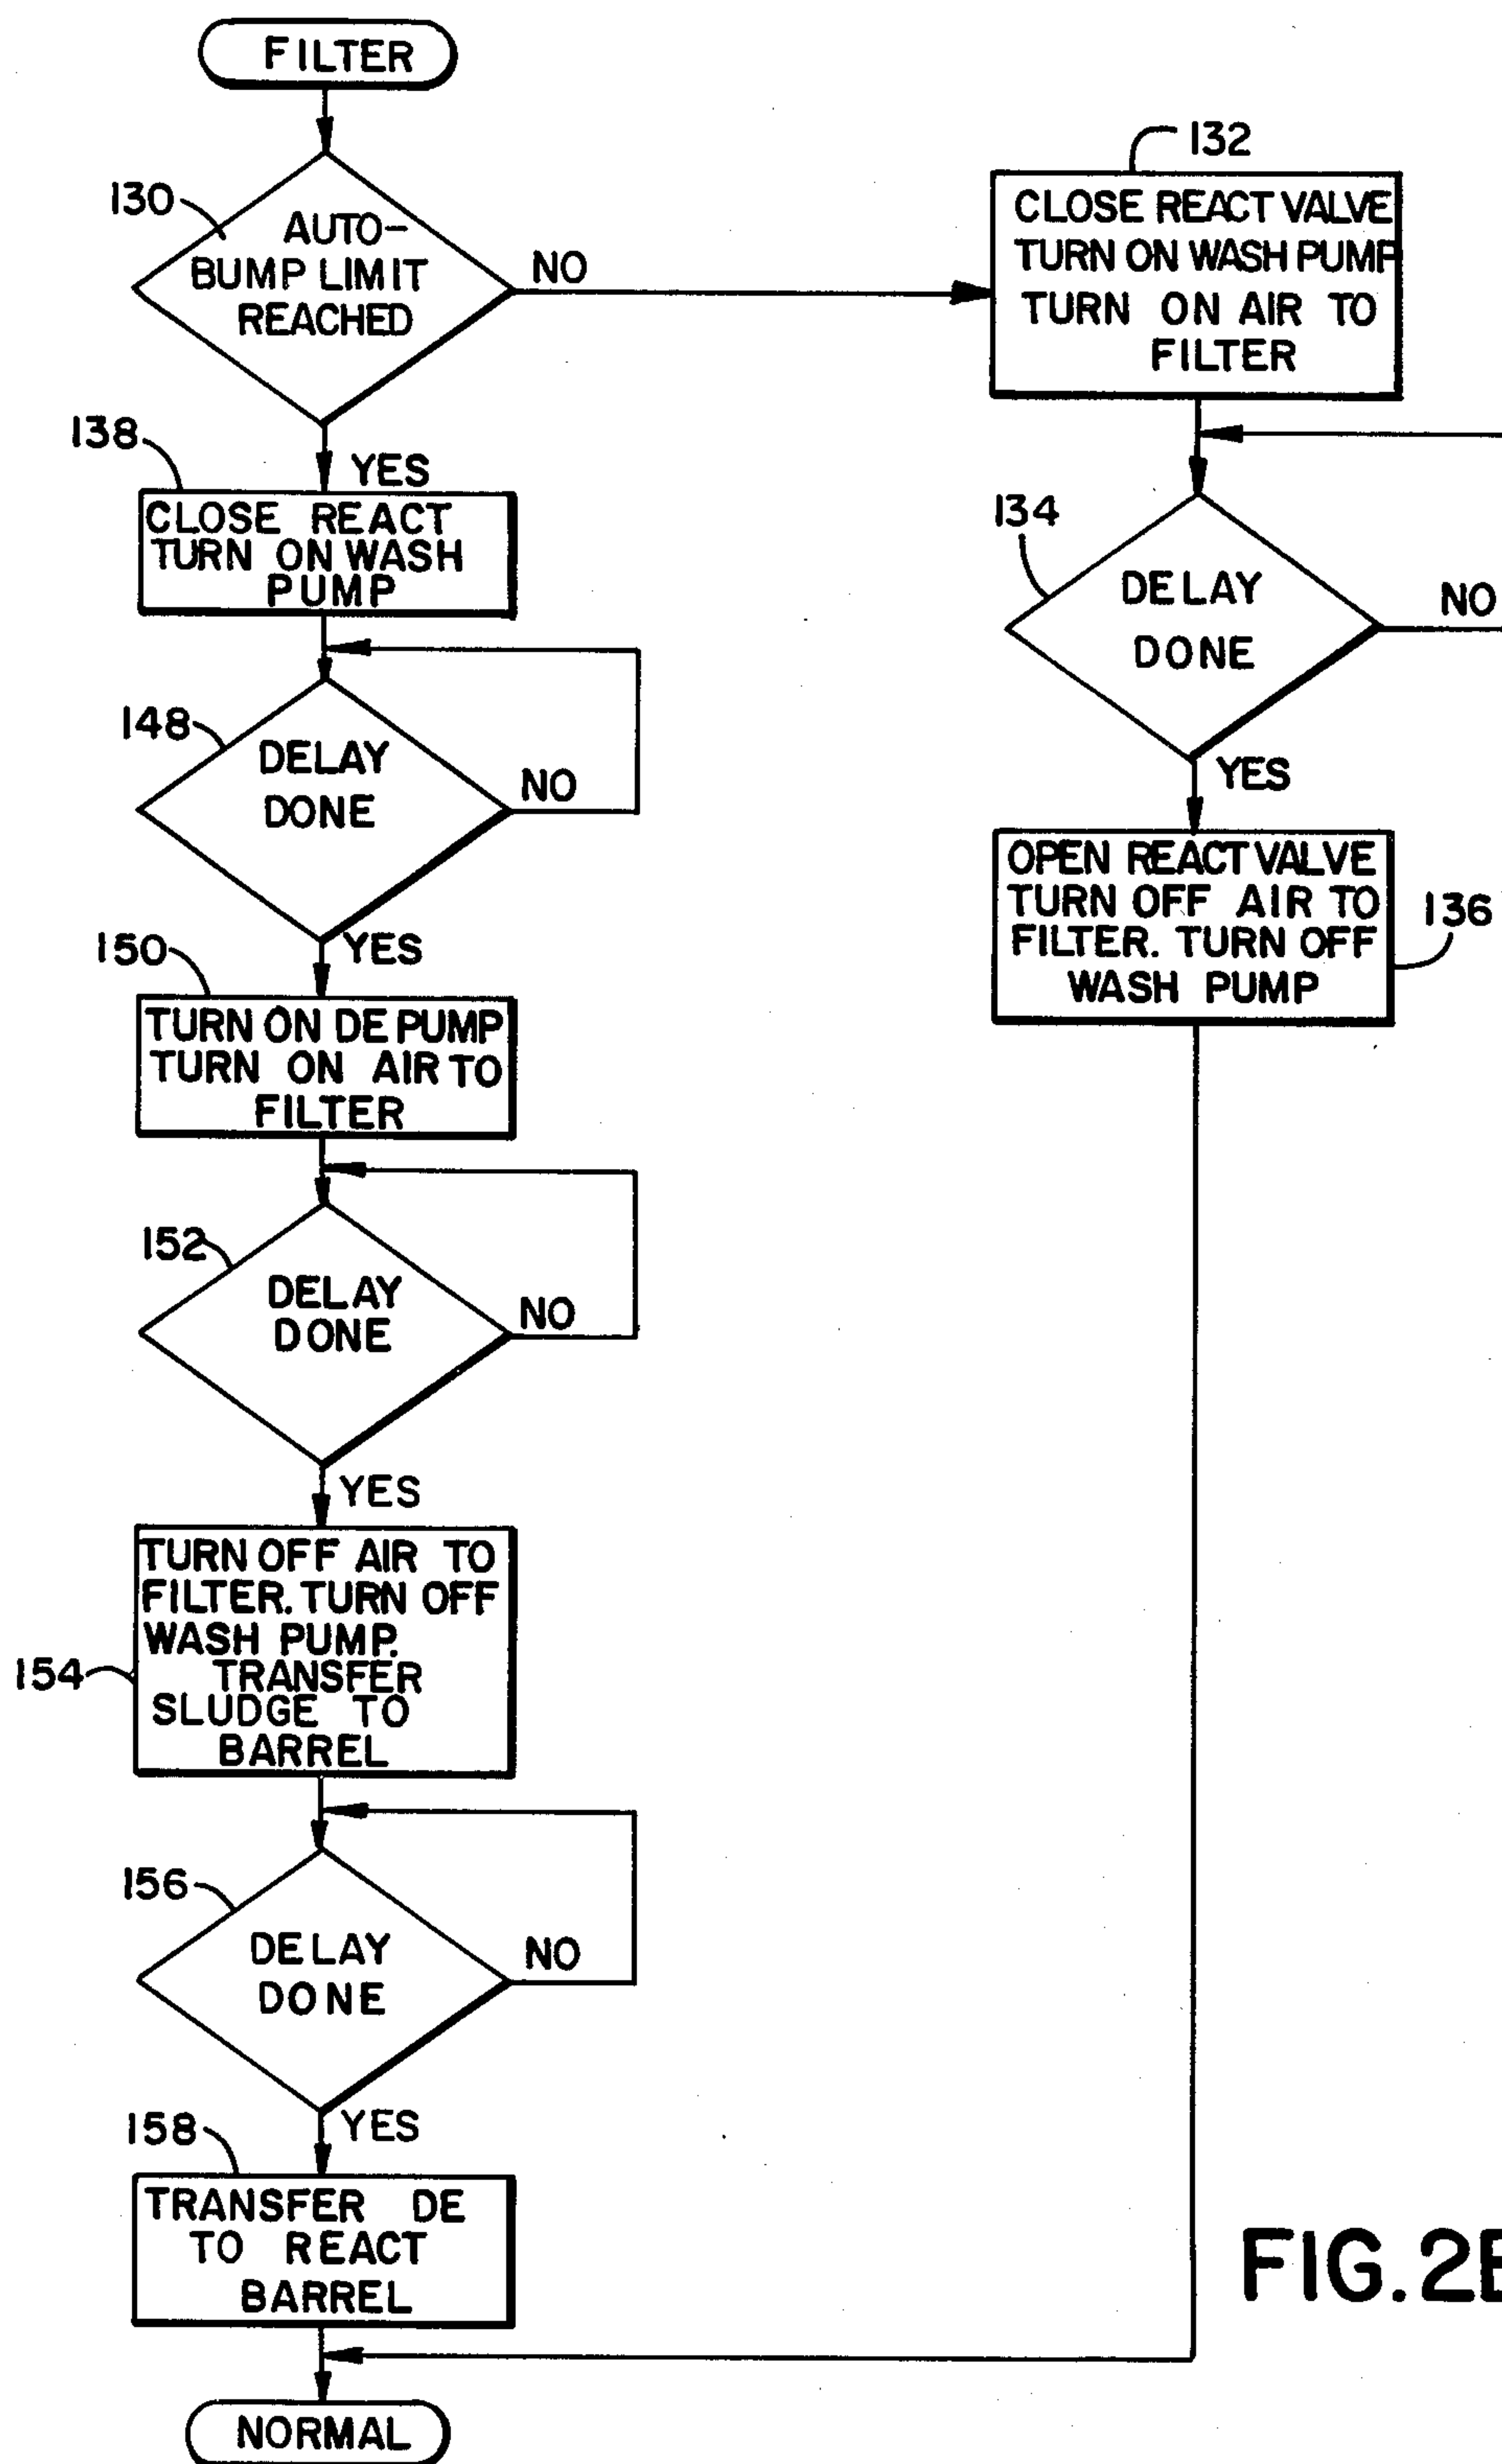 FILTER
130
AUTO-
BUMP LIMIT
REACHED
NO
YES
132
CLOSE REACT VALVE
TURN ON WASH PUMP
TURN ON AIR TO
FILTER
134
DELAY
DONE
NO
YES
OPEN REACT VALVE
TURN OFF AIR TO
FILTER. TURN OFF
WASH PUMP
136
138
CLOSE REACT
TURN ON WASH
PUMP
148
DELAY
DONE
NO
YES
150
TURN ON DE PUMP
TURN ON AIR TO
FILTER
152
DELAY
DONE
NO
YES
154
TURN OFF AIR TO
FILTER. TURN OFF
WASH PUMP.
TRANSFER
SLUDGE TO
BARREL
156
DELAY
DONE
NO
YES
158
TRANSFER DE
TO REACT
BARREL
NORMAL
FIG.2